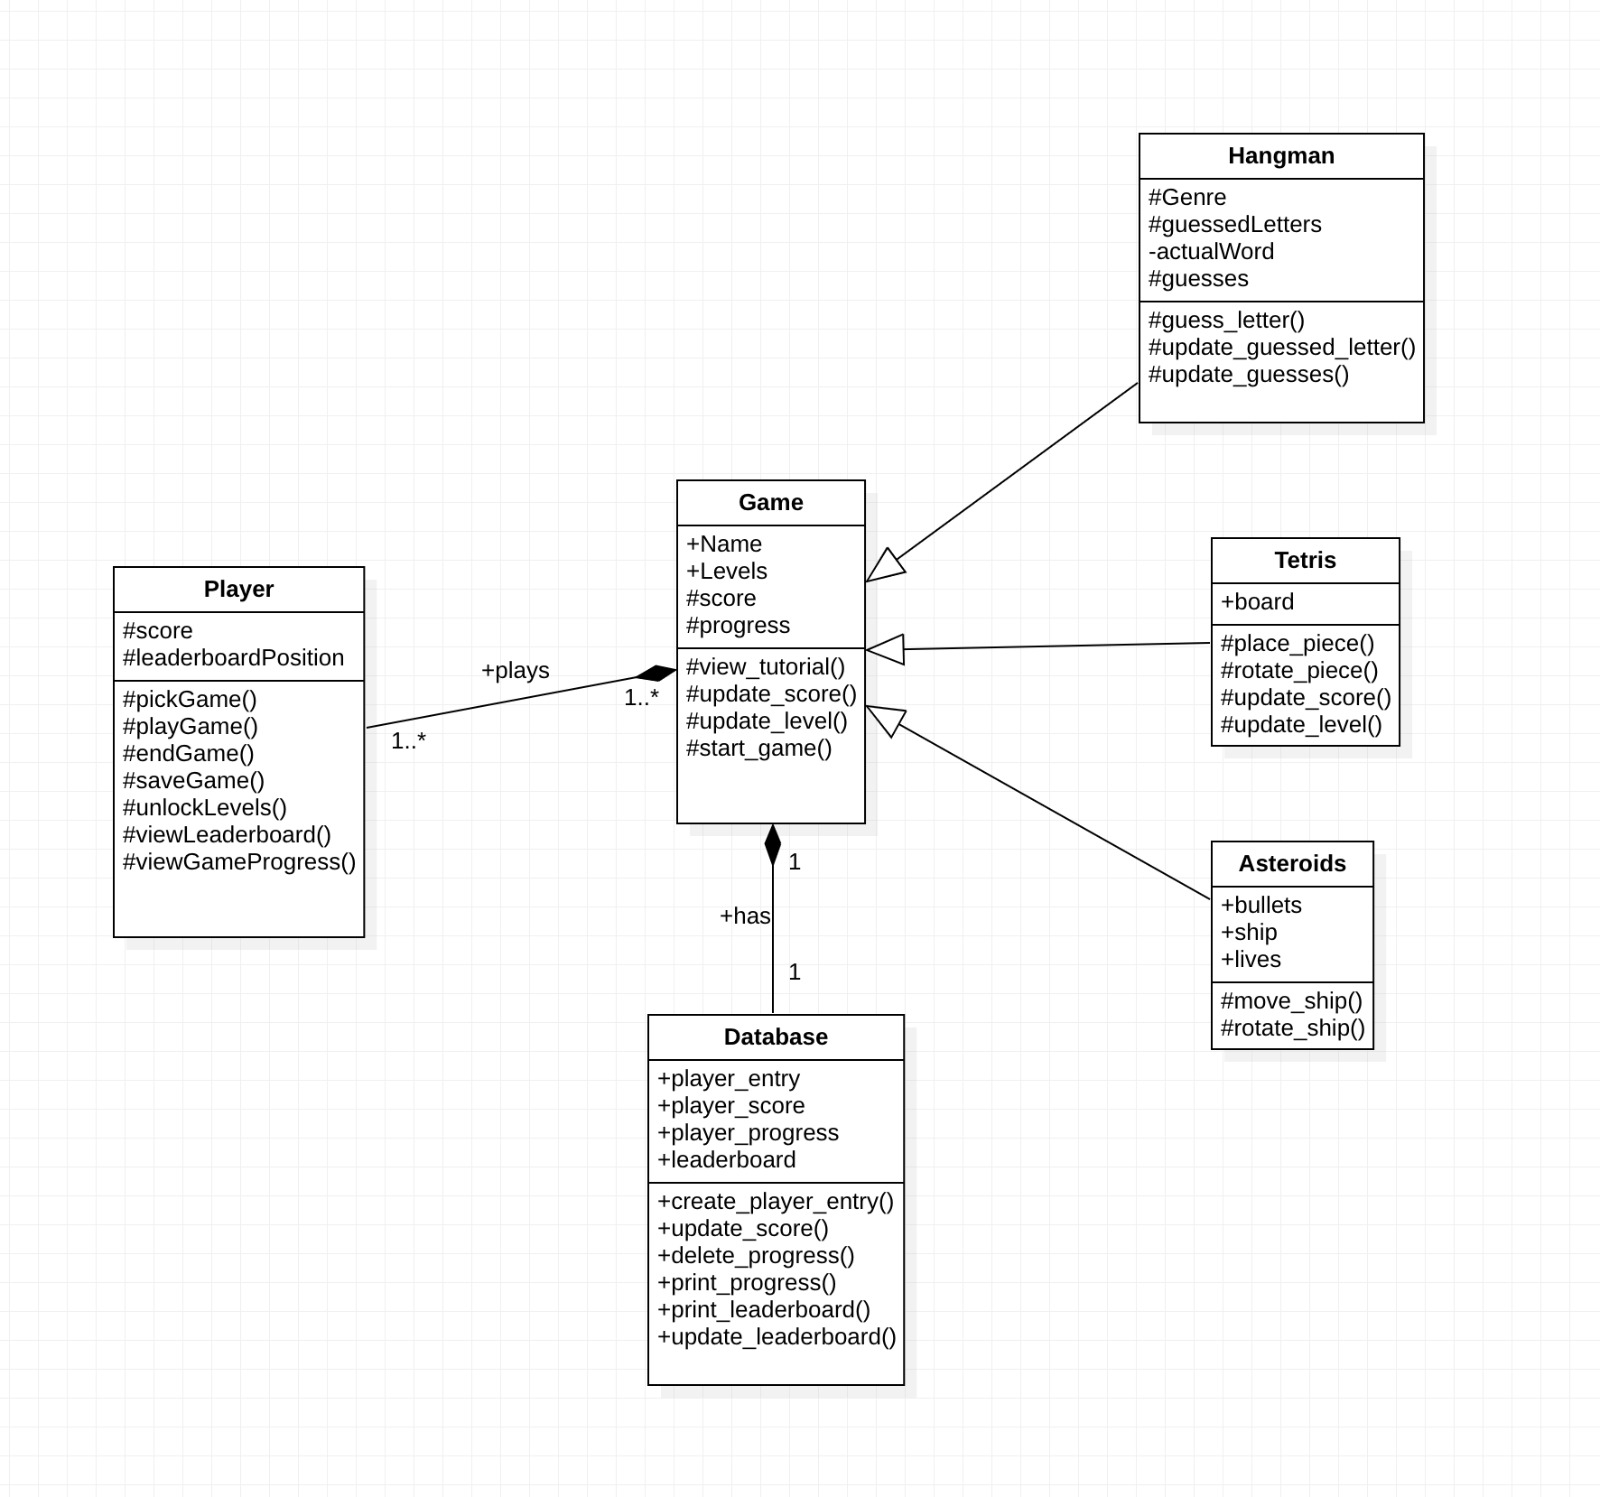 Hangman
#Genre
#guessedLetters
-actualWord
#guesses
#guess_letter()
#update_guessed_letter()
#update_guesses()
Game
+Name
+Levels
#score
#progress
#view_tutorial()
#update_score()
#update_level()
#start_game()
Tetris
+board
#place_piece()
#rotate_piece()
#update_score()
#update_level()
Player
#score
#leaderboardPosition
#pickGame()
#playGame()
#endGame()
#saveGame()
#unlockLevels()
#viewLeaderboard()
#viewGameProgress()
+plays
1..*
1..*
Asteroids
+bullets
+ship
+lives
#move_ship()
#rotate_ship()
1
+has
1
Database
+player_entry
+player_score
+player_progress
+leaderboard
+create_player_entry()
+update_score()
+delete_progress()
+print_progress()
+print_leaderboard()
+update_leaderboard()